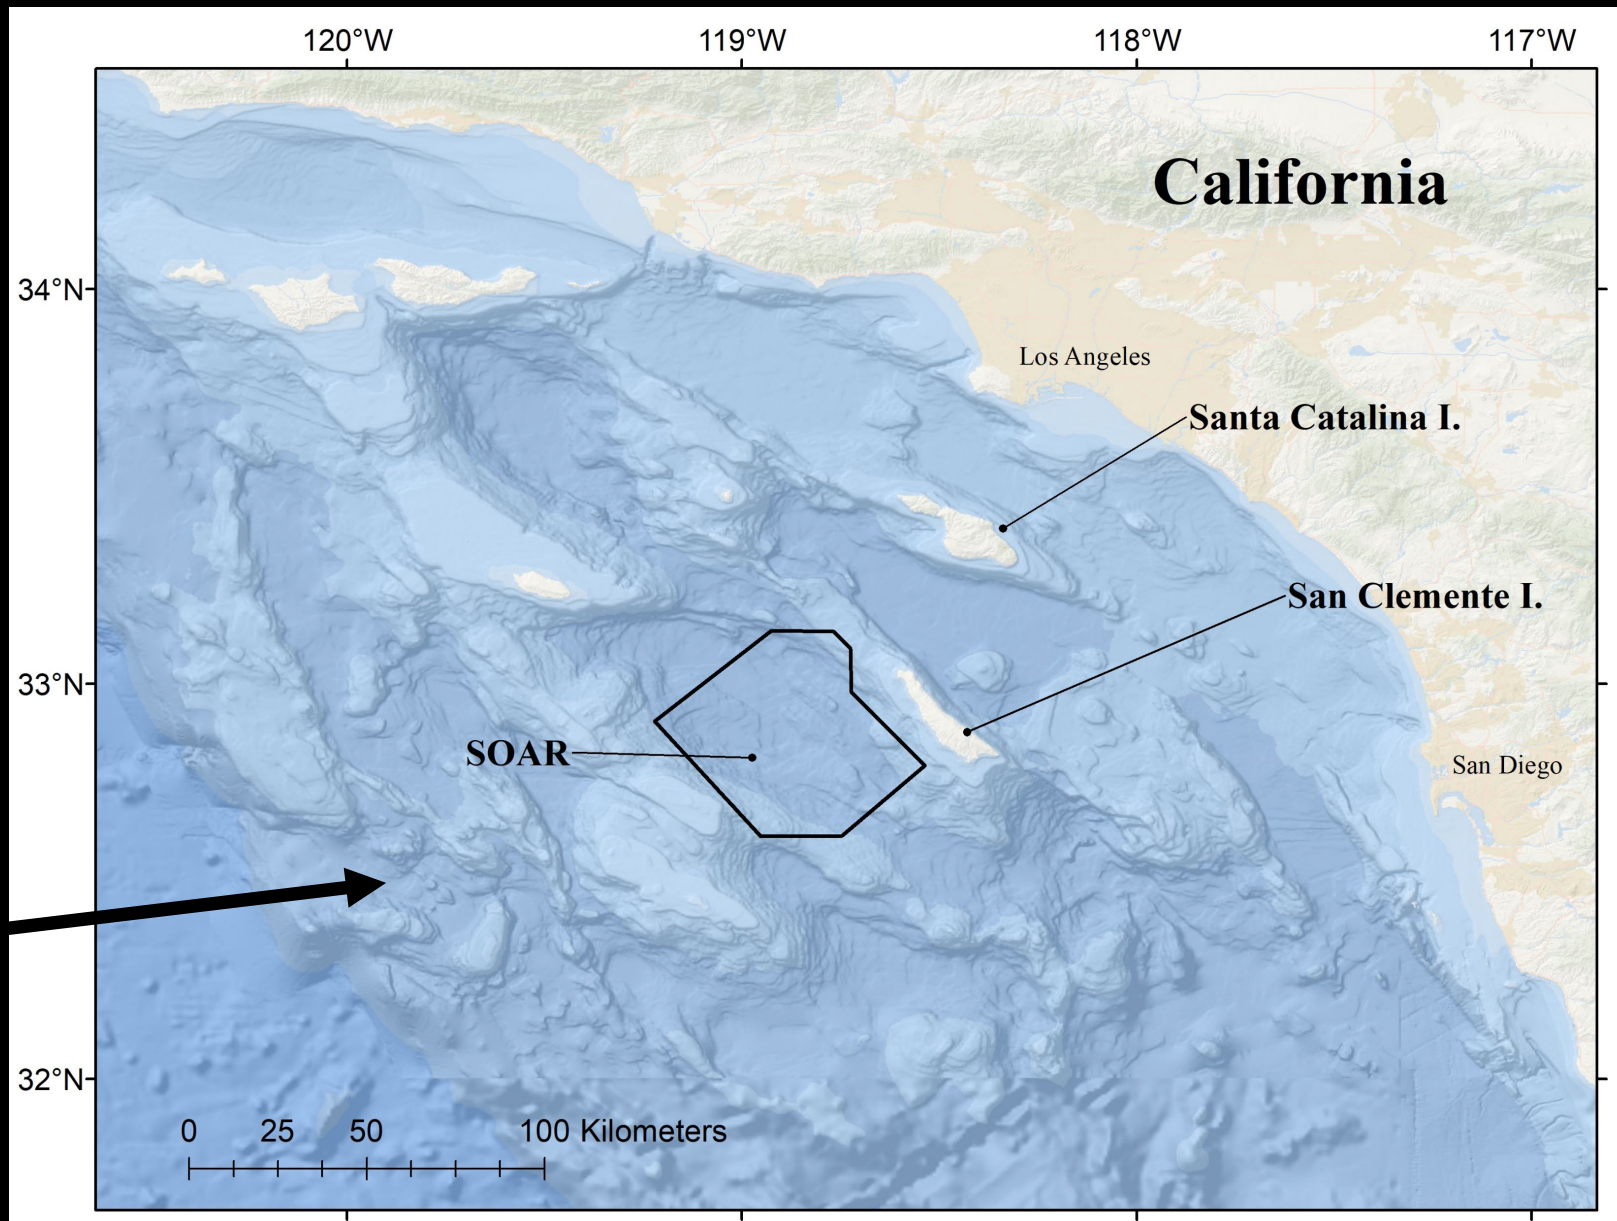 120°W
119°W
118°W
117°W
California
34°N
Los Angeles
Santa Catalina I.
San Clemente I.
33°N
SOAR
San Diego
32°N
0 25 50 100 Kilometers